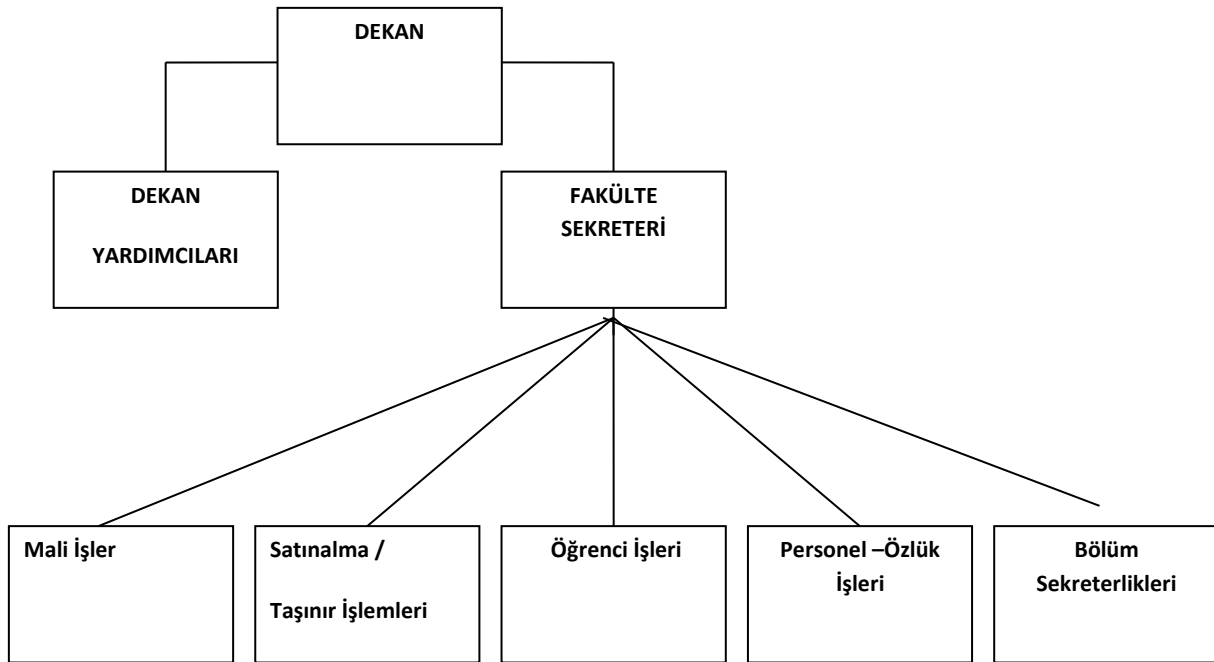 DEKAN
DEKAN
YARDIMCILARI
FAKÜLTE
SEKRETERİ
Mali İşler
Satınalma /
Taşınır İşlemleri
Öğrenci İşleri
Personel –Özlük
İşleri
Bölüm
Sekreterlikleri